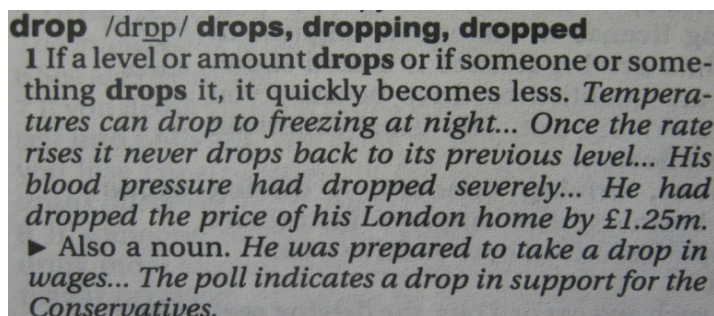 drop /drɒp/ drops, dropping, dropped
1 If a level or amount drops or if someone or some-
thing drops it, it quickly becomes less. Tempera-
tures can drop to freezing at night... Once the rate
rises it never drops back to its previous level... His
blood pressure had dropped severely... He had
dropped the price of his London home by £1.25m.
► Also a noun. He was prepared to take a drop in
wages... The poll indicates a drop in support for the
Conservatives.